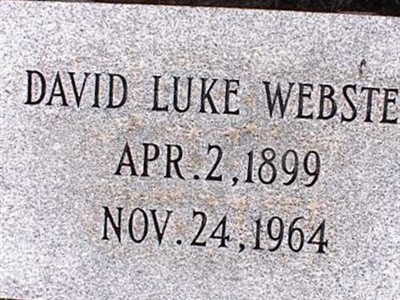 DAVID LUKE WEBSTE
APR. 2, 1899
NOV. 24, 1964